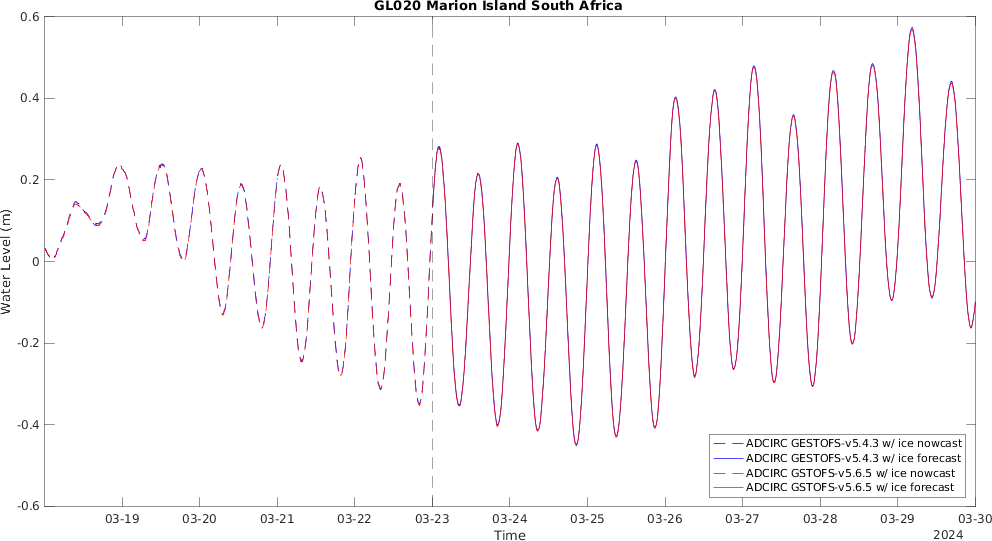 GL020 Marion Island South Africa
0.6
0.4
0.2
0
-0.2
-0.4
-0.6
Water Level (m)
ADCIRC GESTOFS-v5.4.3 w/ ice nowcast
ADCIRC GESTOFS-v5.4.3 w/ ice forecast
ADCIRC GSTOFS-v5.6.5 w/ ice nowcast
ADCIRC GSTOFS-v5.6.5 w/ ice forecast
03-19 03-20 03-21 03-22 03-23 03-24 03-25 03-26 03-27 03-28 03-29 03-30
Time
2024